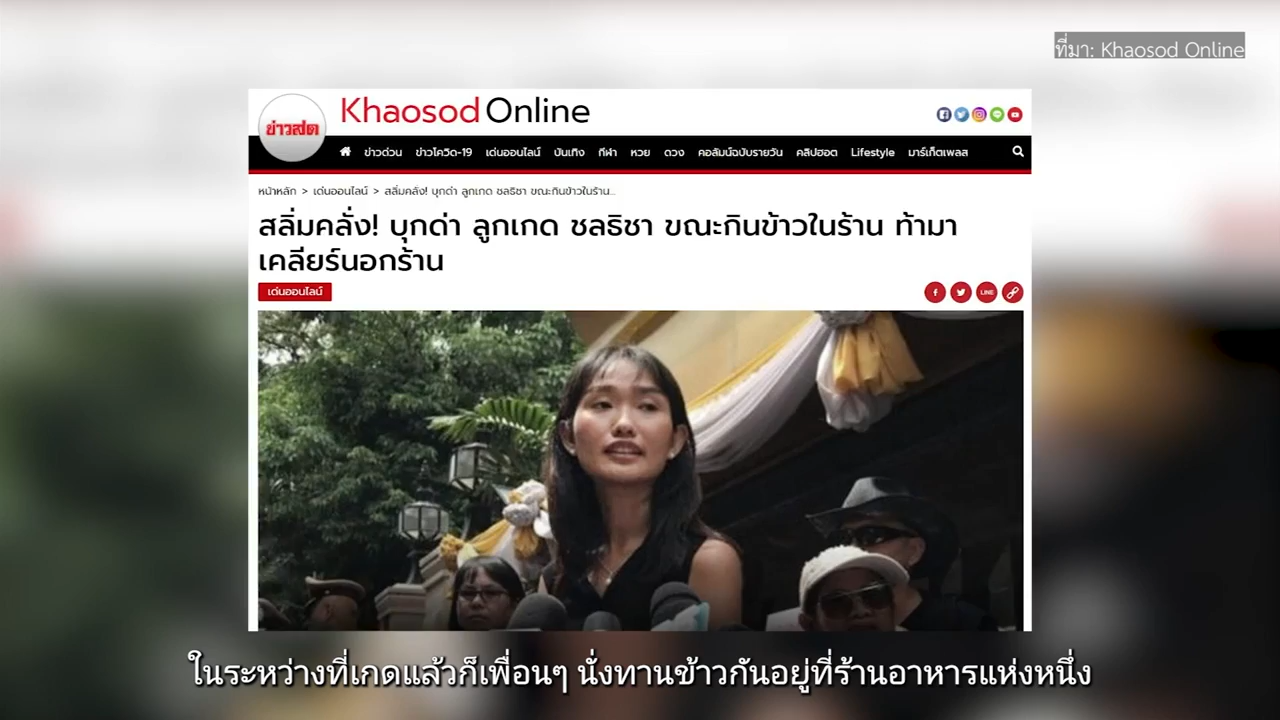 ที่มา: Khaosod Online
ข่าวสด
Khaosod Online
ข่าวด่วน ข่าวโควิด-19 เด่นออนไลน์ บันเทิง กีฬา หวย ดวง คอลัมน์ฉบับรายวัน คลิปฮอต Lifestyle มาร์เก็ตเพลส
หน้าหลัก > เด่นออนไลน์ > สลิ่มคลั่ง! บุกด่า ลูกเกด ชลธิชา ขณะกินข้าวในร้าน...
สลิ่มคลั่ง! บุกด่า ลูกเกด ชลธิชา ขณะกินข้าวในร้าน ท้ามา
เคลียร์นอกร้าน
เด่นออนไลน์
LINE
ในระหว่างที่เกดแล้วก็เพื่อนๆ นั่งทานข้าวกันอยู่ที่ร้านอาหารแห่งหนึ่ง